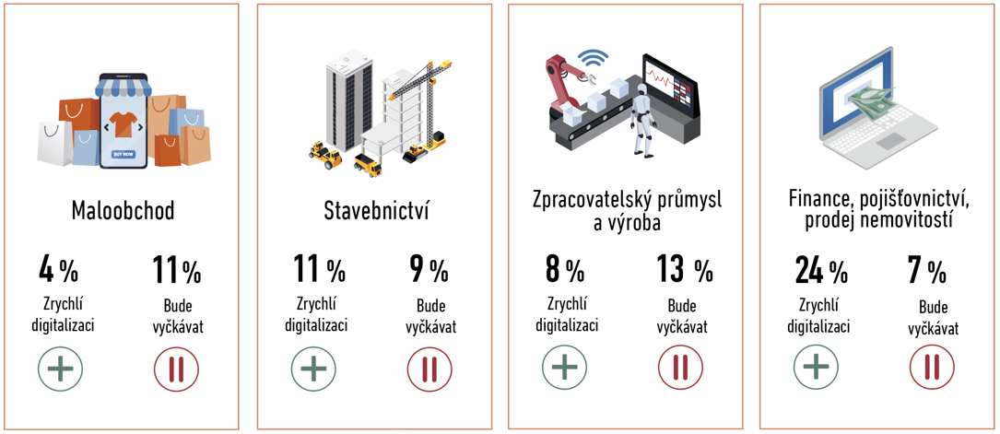 BUY NOW
Maloobchod
4 %
11 %
Zrychlí
digitalizaci
Bude
vyčkávat
Stavebnictví
11 %
9 %
Zrychlí
digitalizaci
Bude
vyčkávat
Zpracovatelský průmysl
a výroba
8 %
13 %
Zrychlí
digitalizaci
Bude
vyčkávat
Finance, pojišťovnictví,
prodej nemovitostí
24 %
7 %
Zrychlí
digitalizaci
Bude
vyčkávat